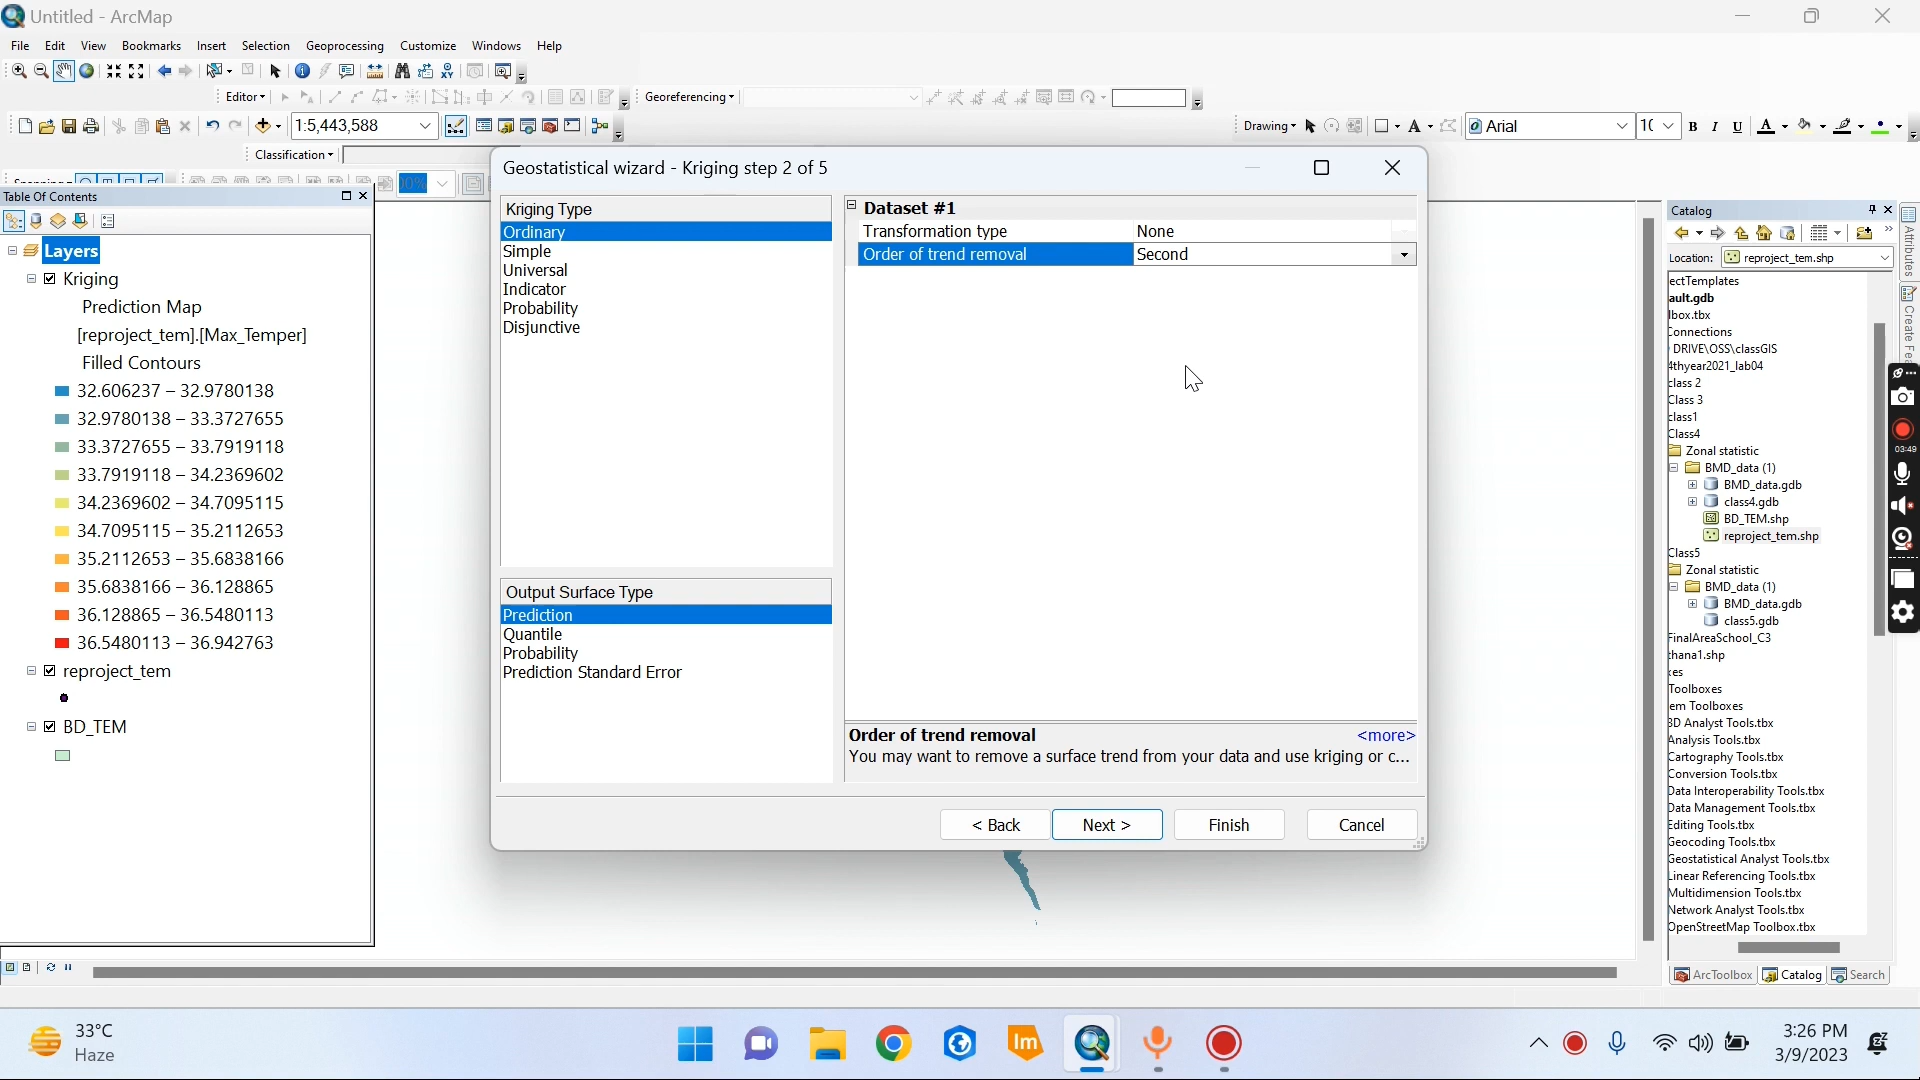 Untitled - ArcMap
File Edit View Bookmarks Insert Selection Geoprocessing Customize Windows Help
Editor Georeferencing
1:5,443,588 Drawing Arial 10 B I U
Classification
Table Of Contents
Layers
Kriging
Prediction Map
[reproject_tem].[Max_Temper]
Filled Contours
32.606237 – 32.9780138
32.9780138 – 33.3727655
33.3727655 – 33.7919118
33.7919118 – 34.2369602
34.2369602 – 34.7095115
34.7095115 – 35.2112653
35.2112653 – 35.6838166
35.6838166 – 36.128865
36.128865 – 36.5480113
36.5480113 – 36.942763
reproject_tem
BD_TEM
Geostatistical wizard - Kriging step 2 of 5
Kriging Type
Ordinary
Simple
Universal
Indicator
Probability
Disjunctive
Output Surface Type
Prediction
Quantile
Probability
Prediction Standard Error
Dataset #1
Transformation type None
Order of trend removal Second
Order of trend removal <more>
You may want to remove a surface trend from your data and use kriging or c...
< Back Next > Finish Cancel
Catalog
Location: reproject_tem.shp
ectTemplates
ault.gdb
lbox.tbx
Connections
DRIVE\OSS\classGIS
4thyear2021_lab04
class 2
Class 3
class1
Class4
Zonal statistic
BMD_data (1)
BMD_data.gdb
class4.gdb
BD_TEM.shp
reproject_tem.shp
Class5
Zonal statistic
BMD_data (1)
BMD_data.gdb
class5.gdb
FinalAreaSchool_C3
thana1.shp
xes
Toolboxes
em Toolboxes
3D Analyst Tools.tbx
Analysis Tools.tbx
Cartography Tools.tbx
Conversion Tools.tbx
Data Interoperability Tools.tbx
Data Management Tools.tbx
Editing Tools.tbx
Geocoding Tools.tbx
Geostatistical Analyst Tools.tbx
Linear Referencing Tools.tbx
Multidimension Tools.tbx
Network Analyst Tools.tbx
OpenStreetMap Toolbox.tbx
ArcToolbox Catalog Search
Attributes
Create Fea
03:49
33°C
Haze
lm
3:26 PM
3/9/2023